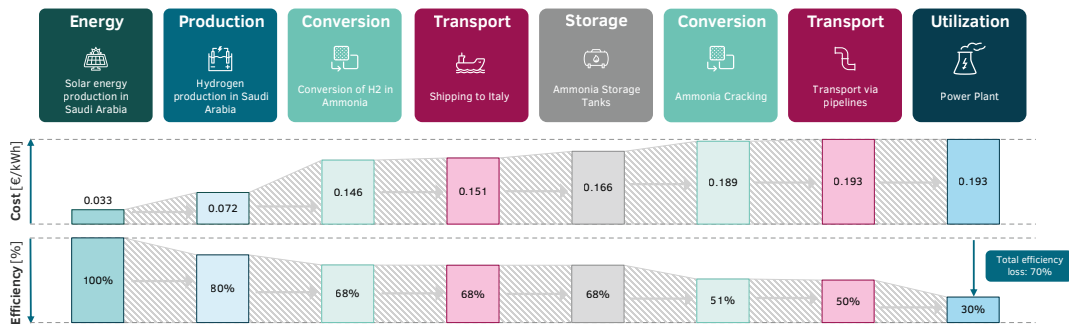 Energy
Solar energy
production in
Saudi Arabia
Production
Hydrogen
production in Saudi
Arabia
Conversion
Conversion of H2 in
Ammonia
Transport
Shipping to Italy
Storage
Ammonia Storage
Tanks
Conversion
Ammonia Cracking
Transport
Transport via
pipelines
Utilization
Power Plant
Cost [€/kWh]
0.033
0.072
0.146
0.151
0.166
0.189
0.193
0.193
Efficiency [%]
100%
80%
68%
68%
68%
51%
50%
30%
Total efficiency
loss: 70%